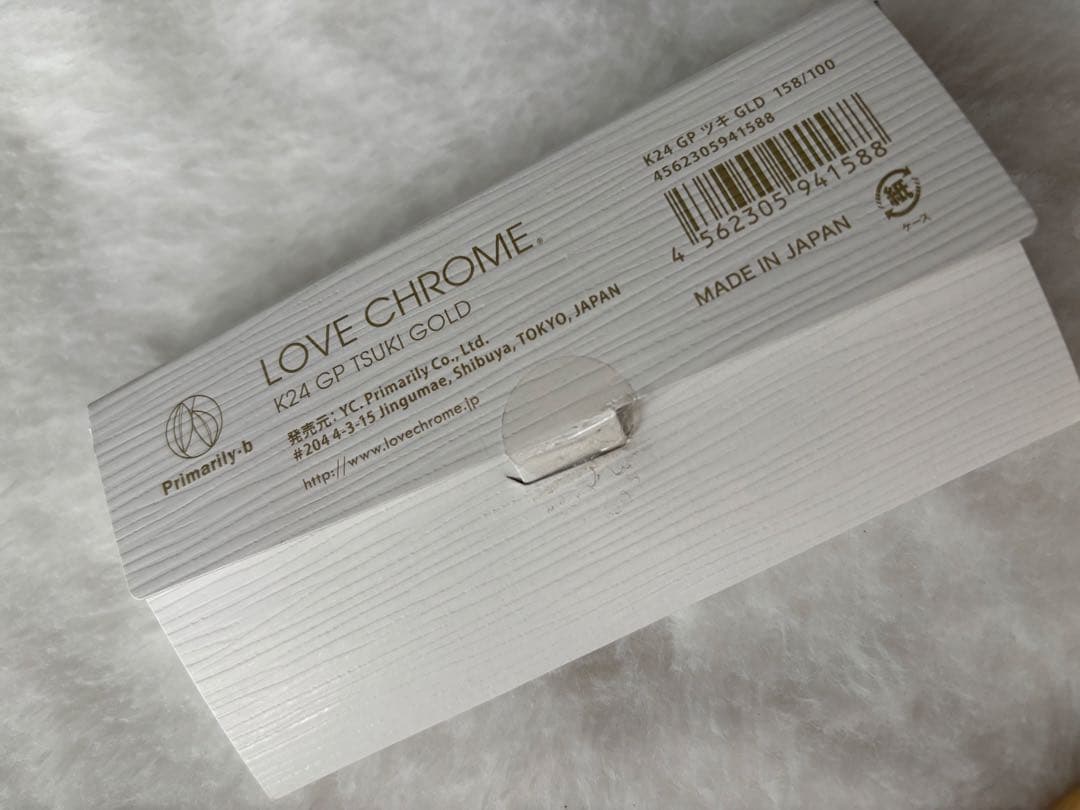 Primarily·b
LOVE CHROME®
K24 GP TSUKI GOLD
発売元: YC. Primarily Co., Ltd.
#204 4-3-15 Jingumae, Shibuya, TOKYO, JAPAN
http://www.lovechrome.jp
K24 GP ツキ GLD 158/100
4562305941588
4 562305 941588
MADE IN JAPAN
紙
ケース